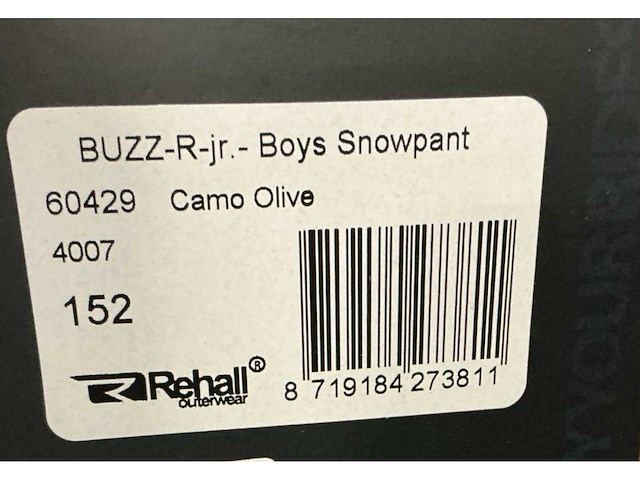 BUZZ-R-jr.- Boys Snowpant
60429 Camo Olive
4007
152
Rehall®
outerwear
8 719184 273811